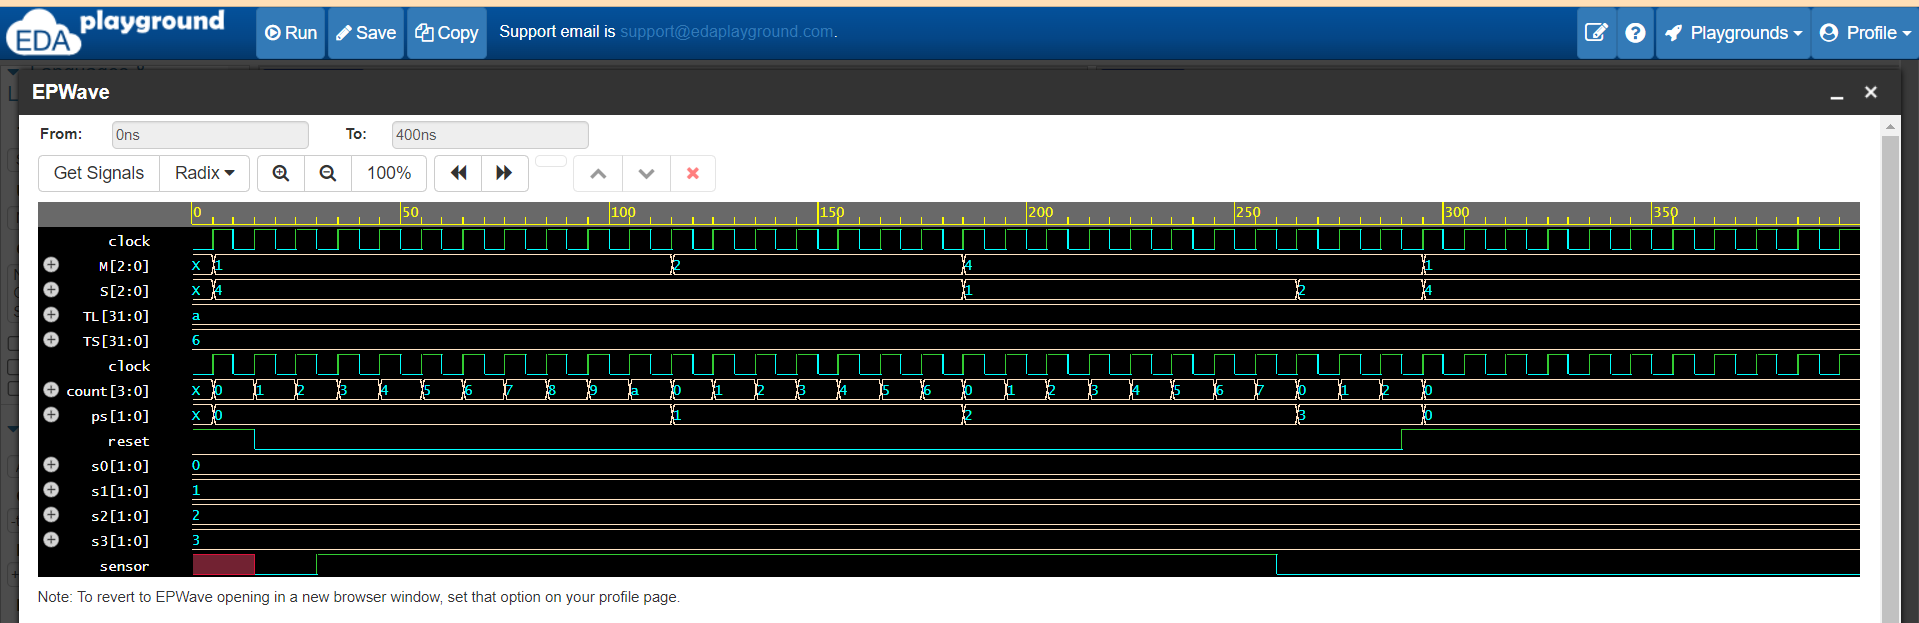 EDA playground Run Save Copy Support email is support@edaplayground.com. Playgrounds Profile
EPWave
From: 0ns To: 400ns
Get Signals Radix 100%
0 50 100 150 200 250 300 350
clock
M[2:0] X 1 2 4 1
S[2:0] X 4 1 2 4
TL[31:0] a
TS[31:0] 6
clock
count[3:0] X 0 1 2 3 4 5 6 7 8 9 a 0 1 2 3 4 5 6 0 1 2 3 4 5 6 7 0 1 2 0
ps[1:0] X 0 1 2 3 0
reset
s0[1:0] 0
s1[1:0] 1
s2[1:0] 2
s3[1:0] 3
sensor
Note: To revert to EPWave opening in a new browser window, set that option on your profile page.